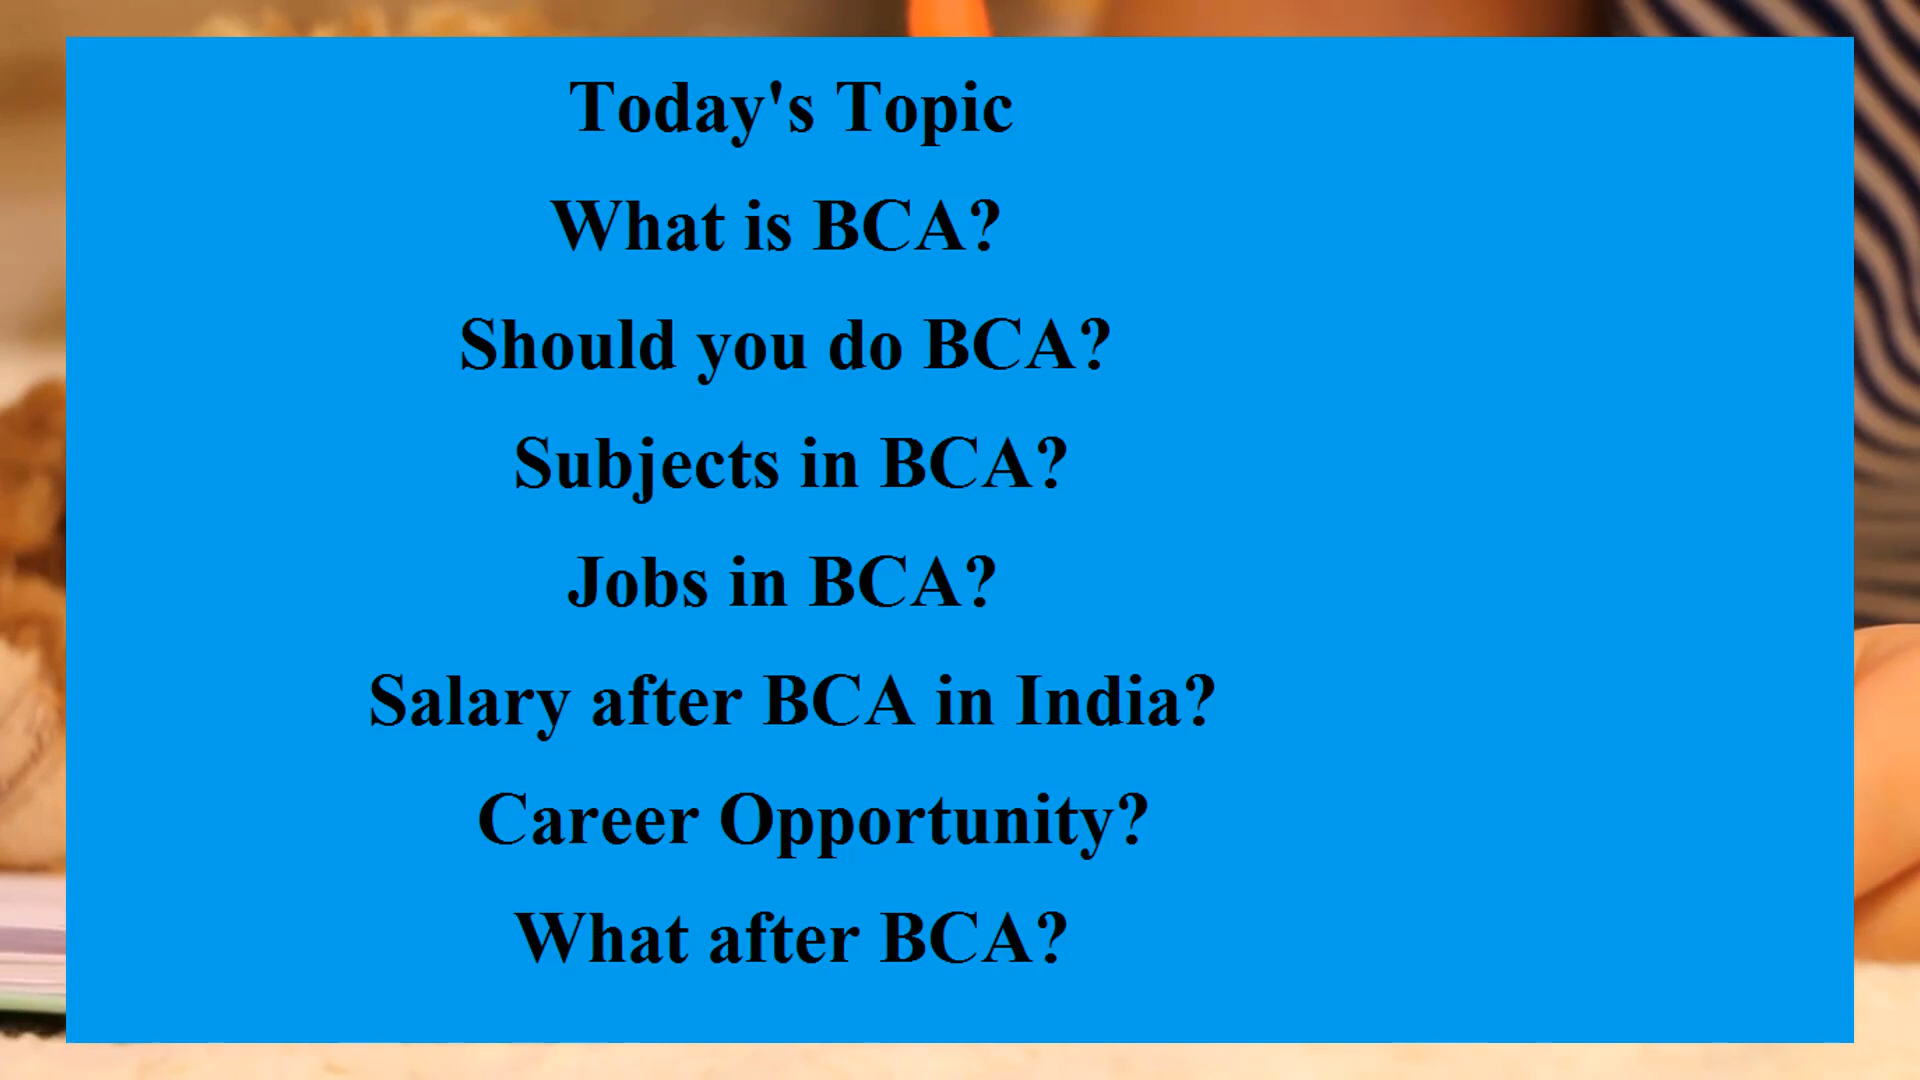 Today's Topic
What is BCA?
Should you do BCA?
Subjects in BCA?
Jobs in BCA?
Salary after BCA in India?
Career Opportunity?
What after BCA?